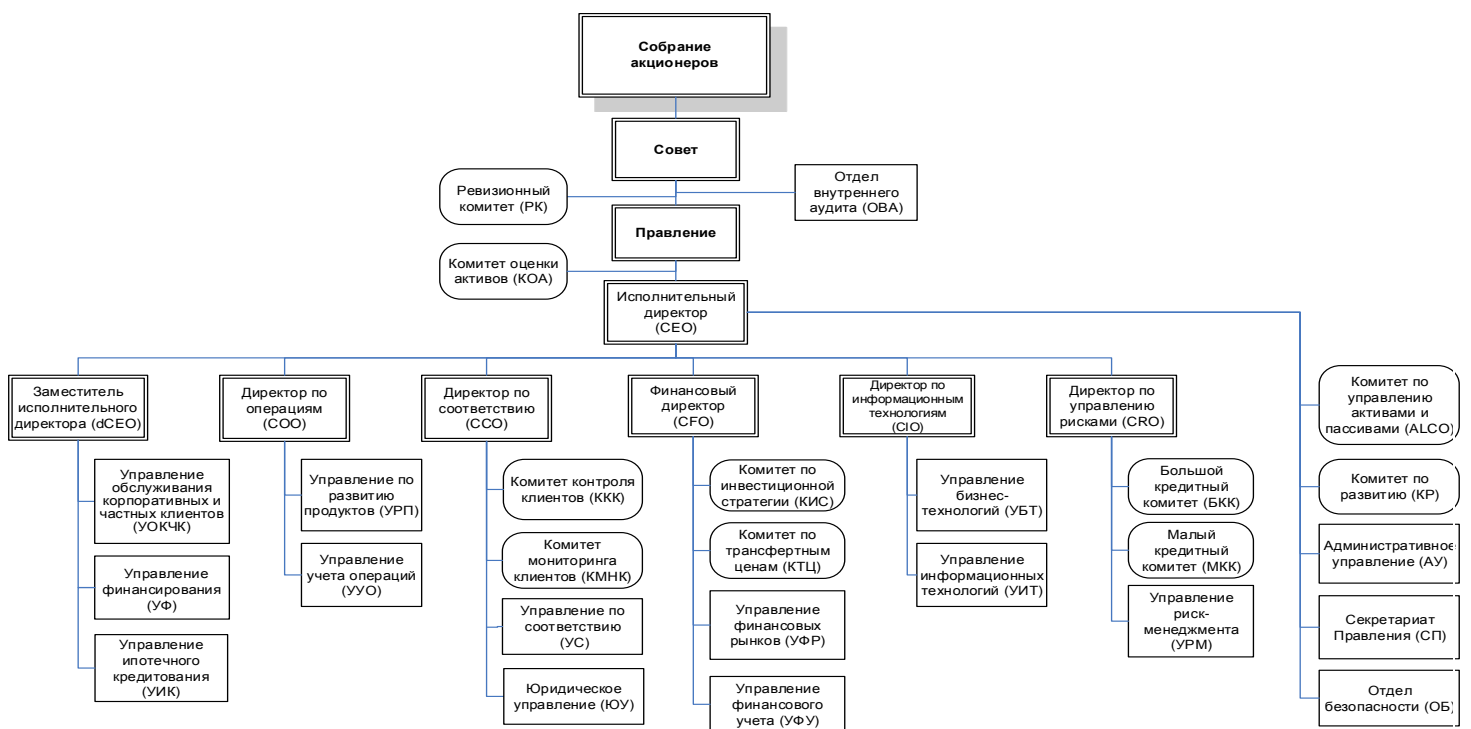 Собрание
акционеров
Совет
Ревизионный
комитет (РК)
Отдел
внутреннего
аудита (ОВА)
Правление
Комитет оценки
активов (КОА)
Исполнительный
директор
(CEO)
Заместитель
исполнительного
директора (dCEO)
Директор по
операциям
(COO)
Директор по
соответствию
(CCO)
Финансовый
директор
(CFO)
Директор по
информационным
технологиям
(CIO)
Директор по
управлению
рисками (CRO)
Комитет по
управлению
активами и
пассивами (ALCO)
Управление
обслуживания
корпоративных и
частных клиентов
(УОКЧК)
Управление
финансирования
(УФ)
Управление
ипотечного
кредитования
(УИК)
Управление по
развитию
продуктов (УРП)
Управление
учета операций
(УУО)
Комитет контроля
клиентов (ККК)
Комитет
мониторинга
клиентов (КМНК)
Управление по
соответствию
(УС)
Юридическое
управление (ЮУ)
Комитет по
инвестиционной
стратегии (КИС)
Комитет по
трансфертным
ценам (КТЦ)
Управление
финансовых
рынков (УФР)
Управление
финансового
учета (УФУ)
Управление
бизнес-
технологий (УБТ)
Управление
информационных
технологий (УИТ)
Большой
кредитный
комитет (БКК)
Малый
кредитный
комитет (МКК)
Управление
риск-
менеджмента
(УРМ)
Комитет по
развитию (КР)
Административное
управление (АУ)
Секретариат
Правления (СП)
Отдел
безопасности (ОБ)